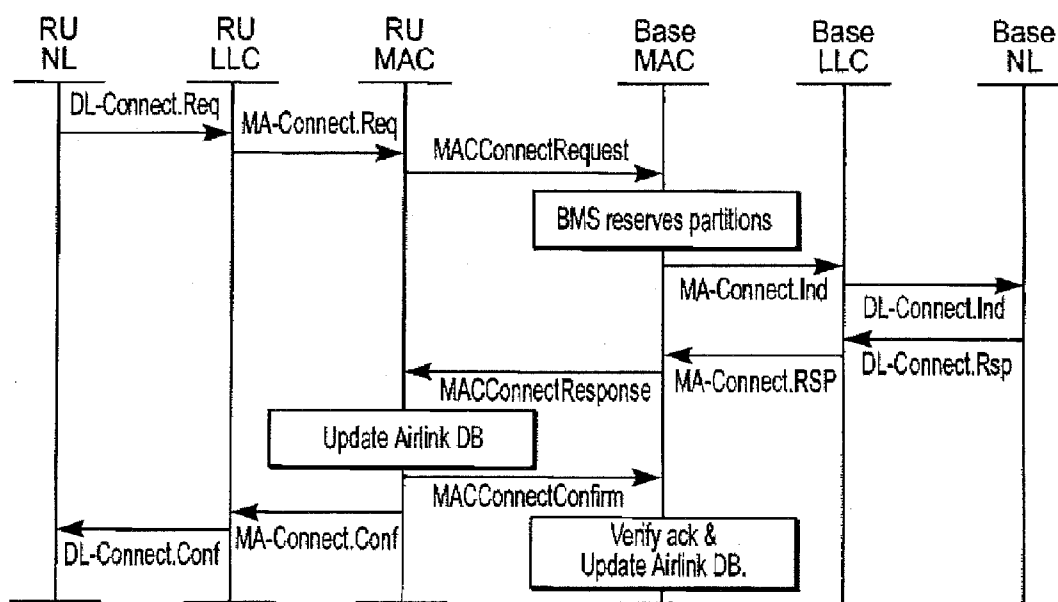 RU
NL
RU
LLC
RU
MAC
Base
MAC
Base
LLC
Base
NL
DL-Connect.Req
MA-Connect.Req
MACConnectRequest
BMS reserves partitions
MA-Connect.Ind
DL-Connect.Ind
DL-Connect.Rsp
MA-Connect.RSP
MACConnectResponse
Update Airlink DB
MACConnectConfirm
MA-Connect.Conf
DL-Connect.Conf
Verify ack &
Update Airlink DB.